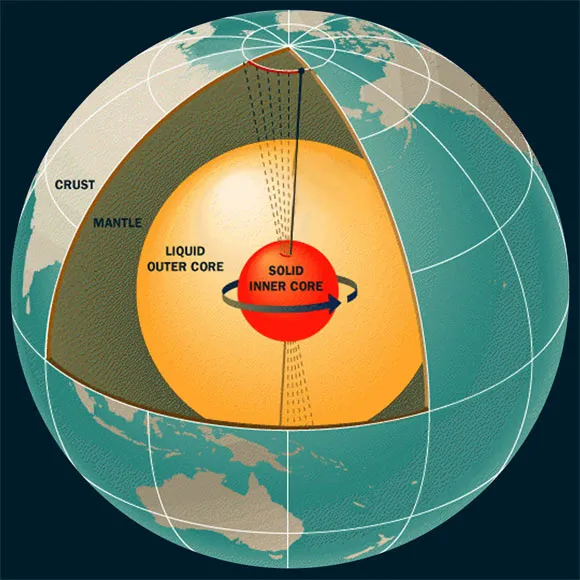 CRUST
MANTLE
LIQUID
OUTER CORE
SOLID
INNER CORE